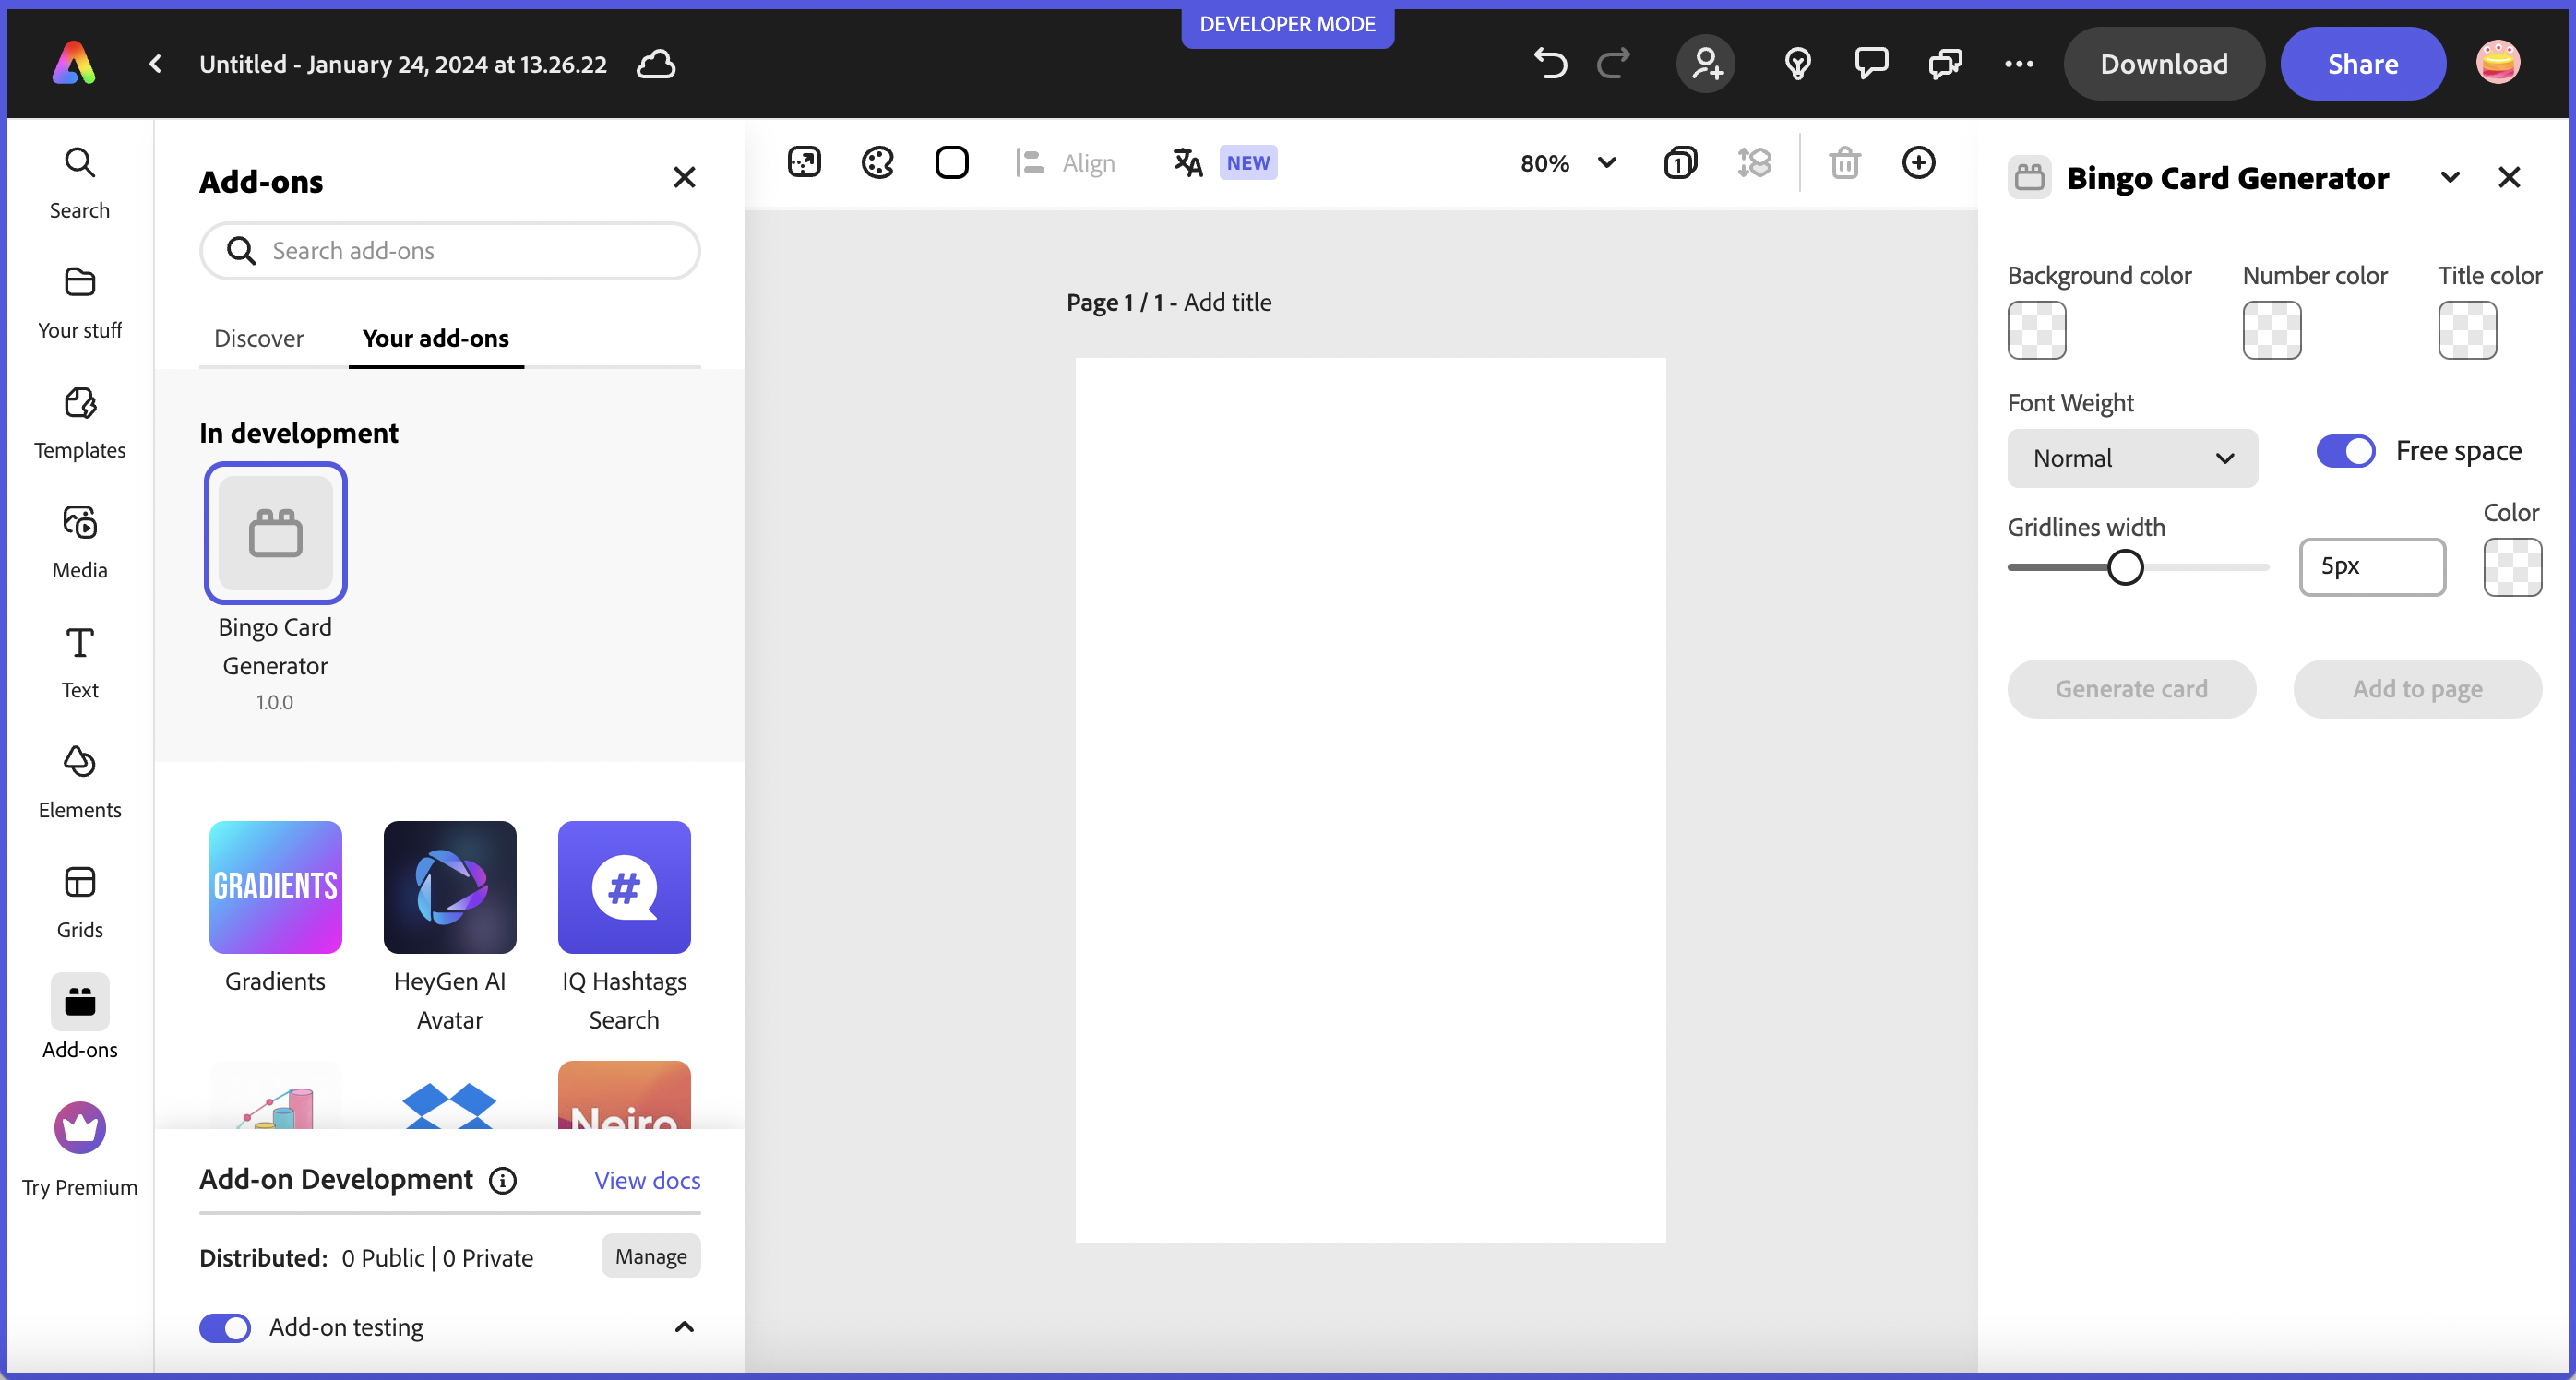 DEVELOPER MODE
Untitled - January 24, 2024 at 13.26.22
Download
Share
Search
Your stuff
Templates
Media
Text
Elements
Grids
Add-ons
Try Premium
Add-ons
Search add-ons
Discover
Your add-ons
In development
Bingo Card
Generator
1.0.0
GRADIENTS
#
Gradients
HeyGen AI
Avatar
IQ Hashtags
Search
Neiro
Add-on Development
View docs
Distributed: 0 Public | 0 Private
Manage
Add-on testing
Align
NEW
80%
1
Page 1 / 1 - Add title
Bingo Card Generator
Background color
Number color
Title color
Font Weight
Normal
Free space
Gridlines width
5px
Color
Generate card
Add to page